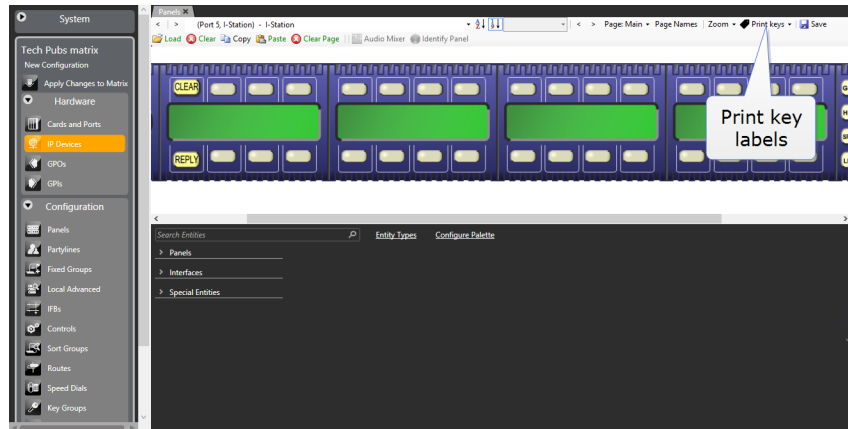 System
Tech Pubs matrix
New Configuration
Apply Changes to Matrix
Hardware
Cards and Ports
IP Devices
GPOs
GPIs
Configuration
Panels
Partylines
Fixed Groups
Local Advanced
IFBs
Controls
Sort Groups
Routes
Speed Dials
Key Groups
Panels
(Port 5, I-Station) - I-Station
Page: Main
Page Names
Zoom
Print keys
Save
Load
Clear
Copy
Paste
Clear Page
Audio Mixer
Identify Panel
CLEAR
REPLY
Print key
labels
Search Entities
Entity Types
Configure Palette
Panels
Interfaces
Special Entities